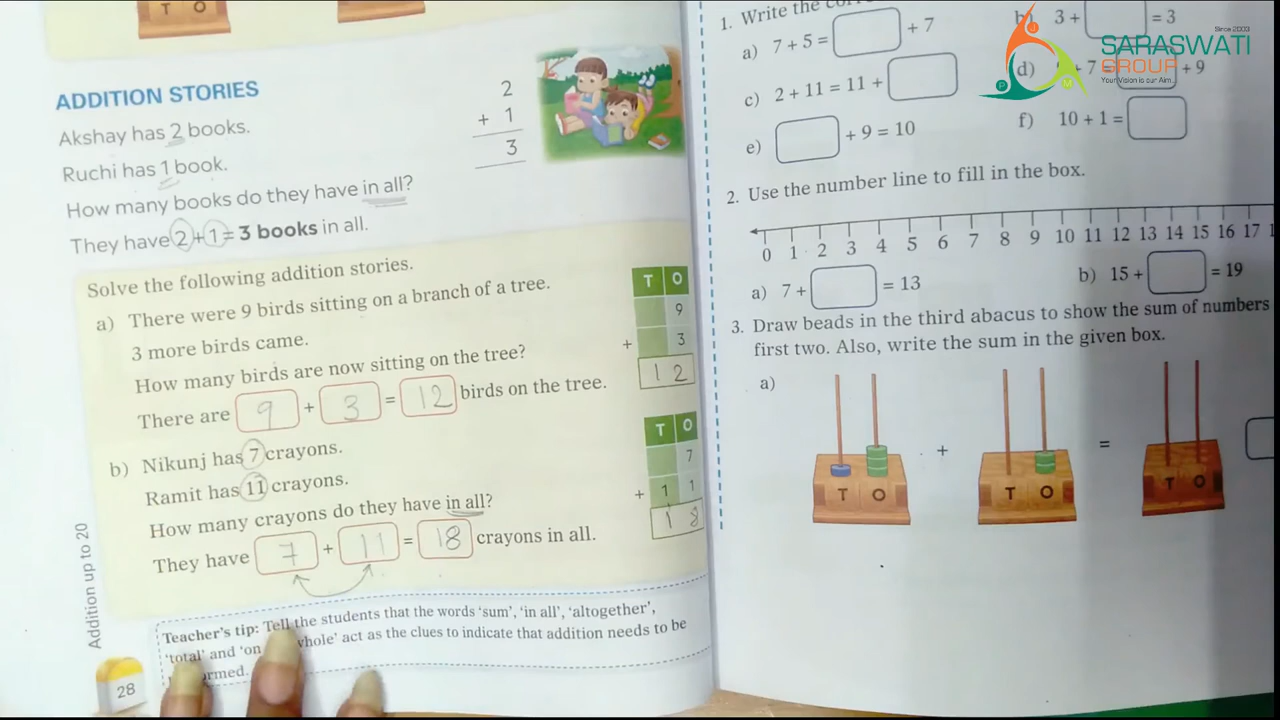 T O
ADDITION STORIES
Akshay has 2 books.
Ruchi has 1 book.
How many books do they have in all?
They have 2+1= 3 books in all.
2
+ 1
3
Solve the following addition stories.
a) There were 9 birds sitting on a branch of a tree.
3 more birds came.
How many birds are now sitting on the tree?
There are 9 + 3 = 12 birds on the tree.
T O
9
+ 3
1 2
b) Nikunj has 7 crayons.
Ramit has 11 crayons.
How many crayons do they have in all?
They have 7 + 11 = 18 crayons in all.
T O
7
+ 1 1
1 8
Teacher's tip: Tell the students that the words 'sum', 'in all', 'altogether',
'total' and 'on whole' act as the clues to indicate that addition needs to be
Addition up to 20
28
1. Write the
a) 7 + 5 = + 7
b) 3 + = 3
c) 2 + 11 = 11 +
d) + 7 = + 9
e) + 9 = 10
f) 10 + 1 =
2. Use the number line to fill in the box.
0 1 2 3 4 5 6 7 8 9 10 11 12 13 14 15 16 17
a) 7 + = 13
b) 15 + = 19
3. Draw beads in the third abacus to show the sum of numbers
first two. Also, write the sum in the given box.
a)
T O + T O = T O
Since 2003
SARASWATI
GROUP
Your Vision is our Aim...
P J M